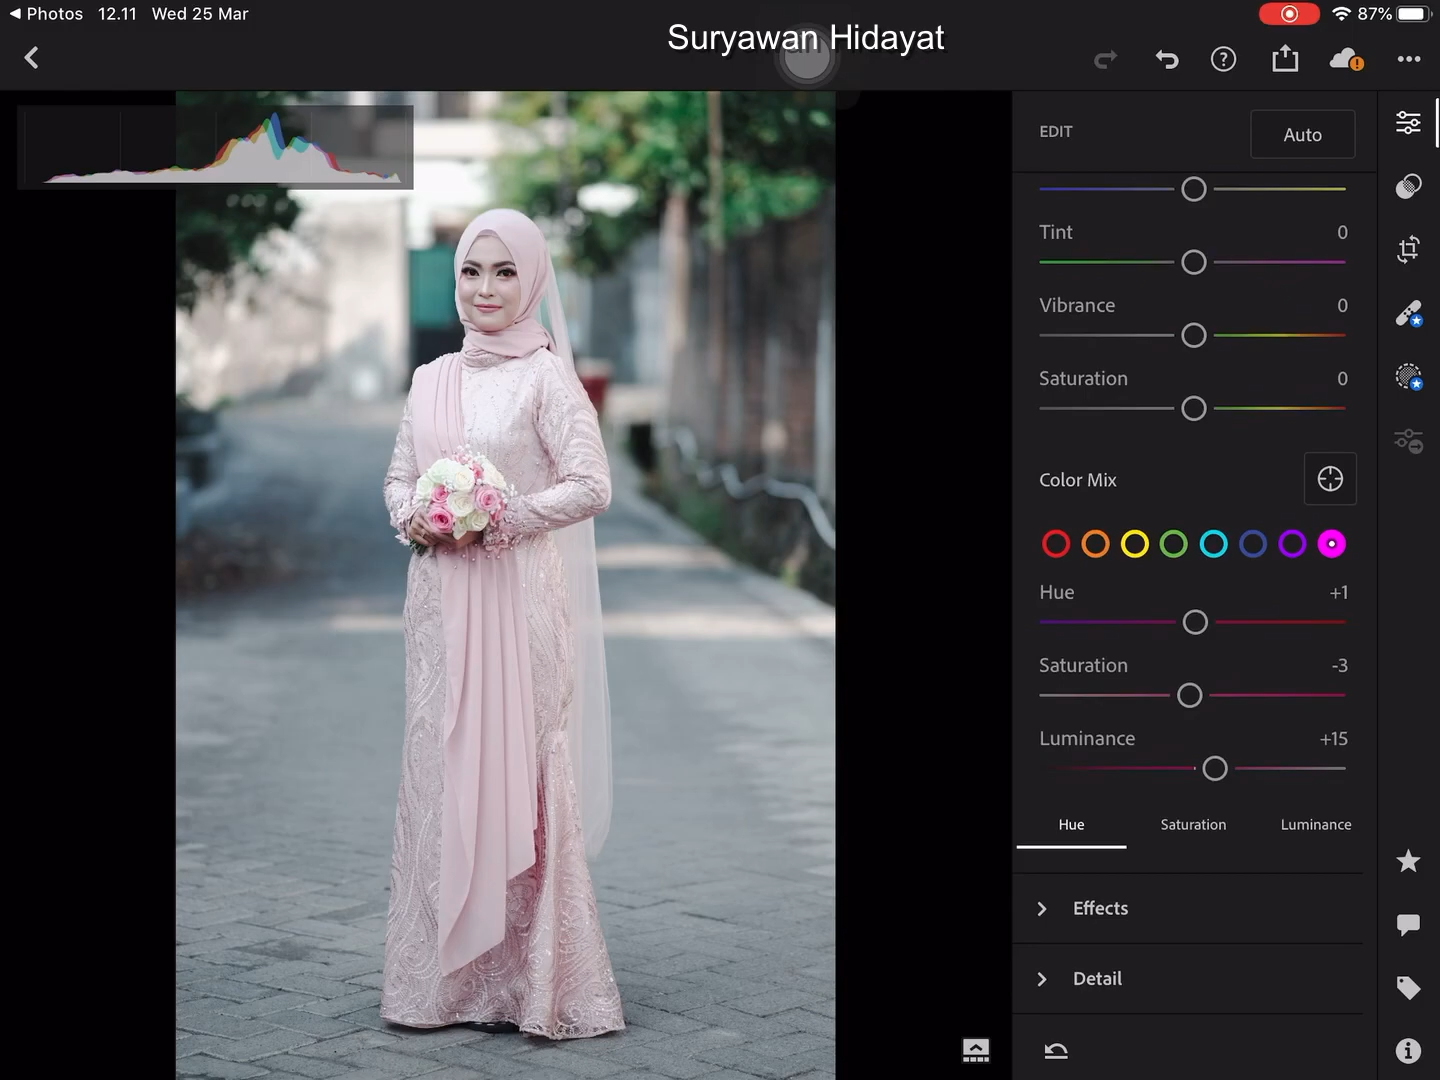 Photos 12.11 Wed 25 Mar
87%
Suryawan Hidayat
EDIT
Auto
Tint 0
Vibrance 0
Saturation 0
Color Mix
Hue +1
Saturation -3
Luminance +15
Hue Saturation Luminance
Effects
Detail